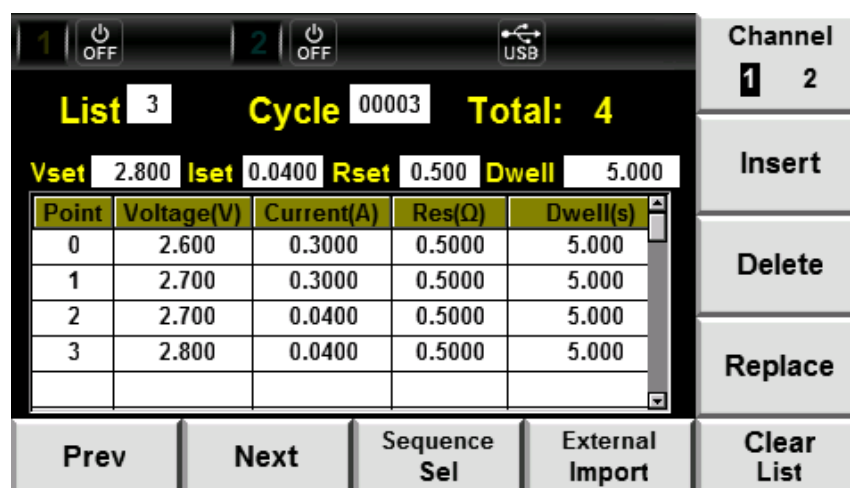 1 OFF 2 OFF USB
Channel
1 2
List 3 Cycle 00003 Total: 4
Vset 2.800 Iset 0.0400 Rset 0.500 Dwell 5.000
Insert
Point Voltage(V) Current(A) Res(Ω) Dwell(s)
0 2.600 0.3000 0.5000 5.000
1 2.700 0.3000 0.5000 5.000
2 2.700 0.0400 0.5000 5.000
3 2.800 0.0400 0.5000 5.000
Delete
Replace
Prev
Next
Sequence
Sel
External
Import
Clear
List